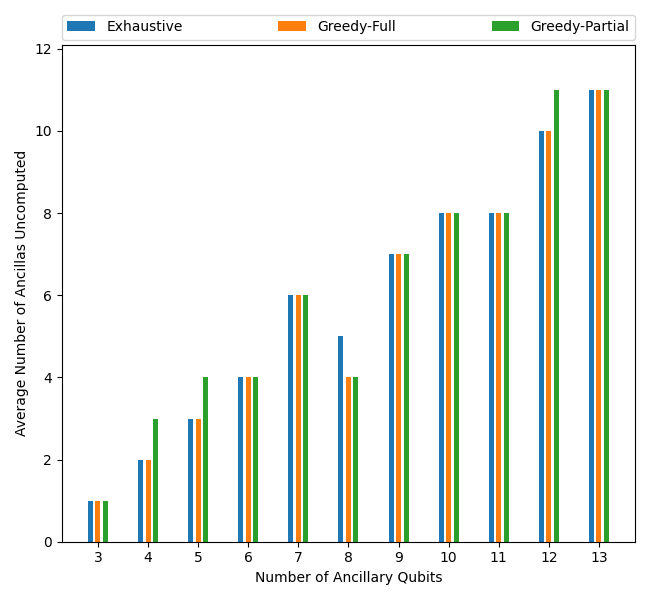 Exhaustive Greedy-Full Greedy-Partial
12
10
8
6
4
2
0
Average Number of Ancillas Uncomputed
3 4 5 6 7 8 9 10 11 12 13
Number of Ancillary Qubits